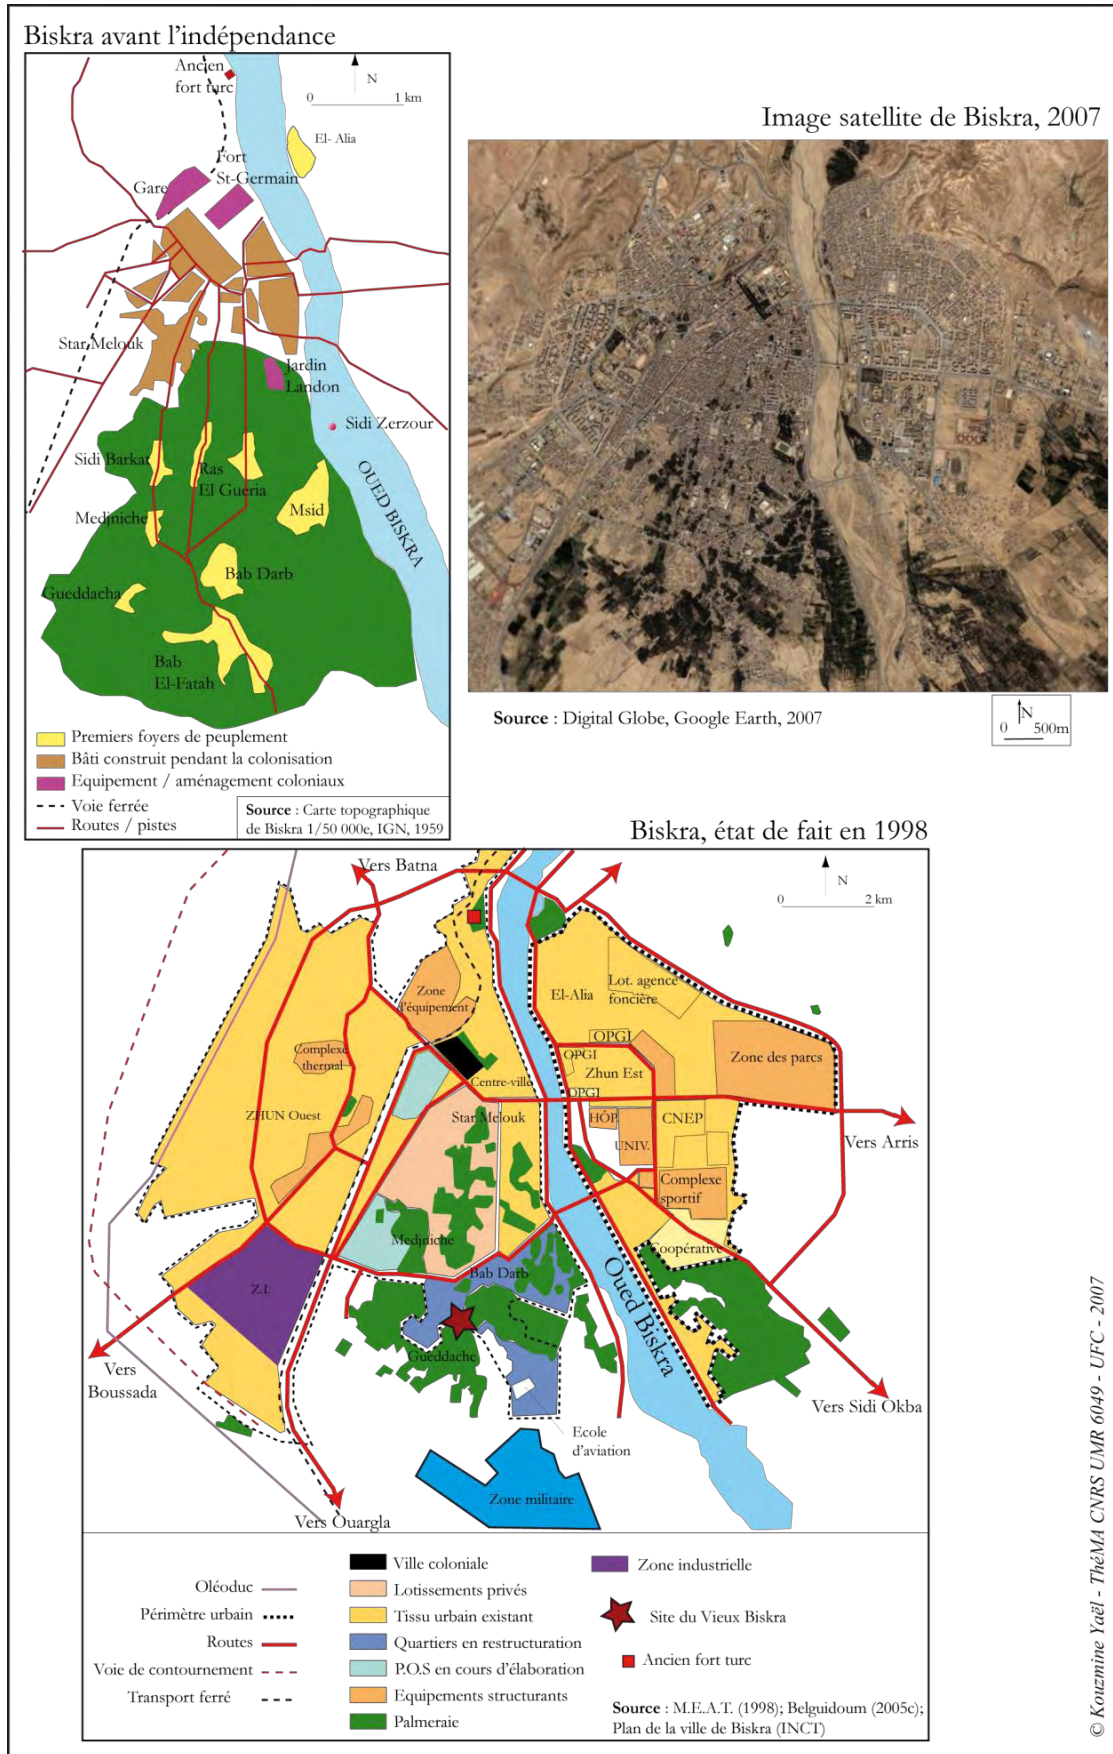 Biskra avant l'indépendance
Ancien
fort turc
N
0 1 km
El- Alia
Fort
St-Germain
Gare
Star Melouk
Jardin
Landon
Sidi Zerzour
Sidi Barkat
Ras
El Gueria
OUED BISKRA
Msid
Medjniche
Bab Darb
Gueddacha
Bab
El-Fatah
Premiers foyers de peuplement
Bâti construit pendant la colonisation
Equipement / aménagement coloniaux
Voie ferrée
Routes / pistes
Source : Carte topographique
de Biskra 1/50 000e, IGN, 1959
Image satellite de Biskra, 2007
Source : Digital Globe, Google Earth, 2007
N
0 500m
Biskra, état de fait en 1998
Vers Batna
N
0 2 km
Zone
d'équipement
El-Alia
Lot. agence
foncière
OPGI
Complexe
thermal
OPGI
Zhun Est
Zone des parcs
Centre-ville
OPGI
ZHUN Ouest
Star Melouk
HÔP.
UNIV.
CNEP
Vers Arris
Complexe
sportif
Medjniche
Coopérative
Bab Darb
Z.I.
Oued Biskra
Gueddache
Vers
Boussada
Vers Sidi Okba
Ecole
d'aviation
Zone militaire
Vers Ouargla
Oléoduc
Périmètre urbain
Routes
Voie de contournement
Transport ferré
Ville coloniale
Lotissements privés
Tissu urbain existant
Quartiers en restructuration
P.O.S en cours d'élaboration
Equipements structurants
Palmeraie
Zone industrielle
Site du Vieux Biskra
Ancien fort turc
Source : M.E.A.T. (1998); Belguidoum (2005c);
Plan de la ville de Biskra (INCT)
© Kouzmine Yaël - ThéMA CNRS UMR 6049 - UFC - 2007